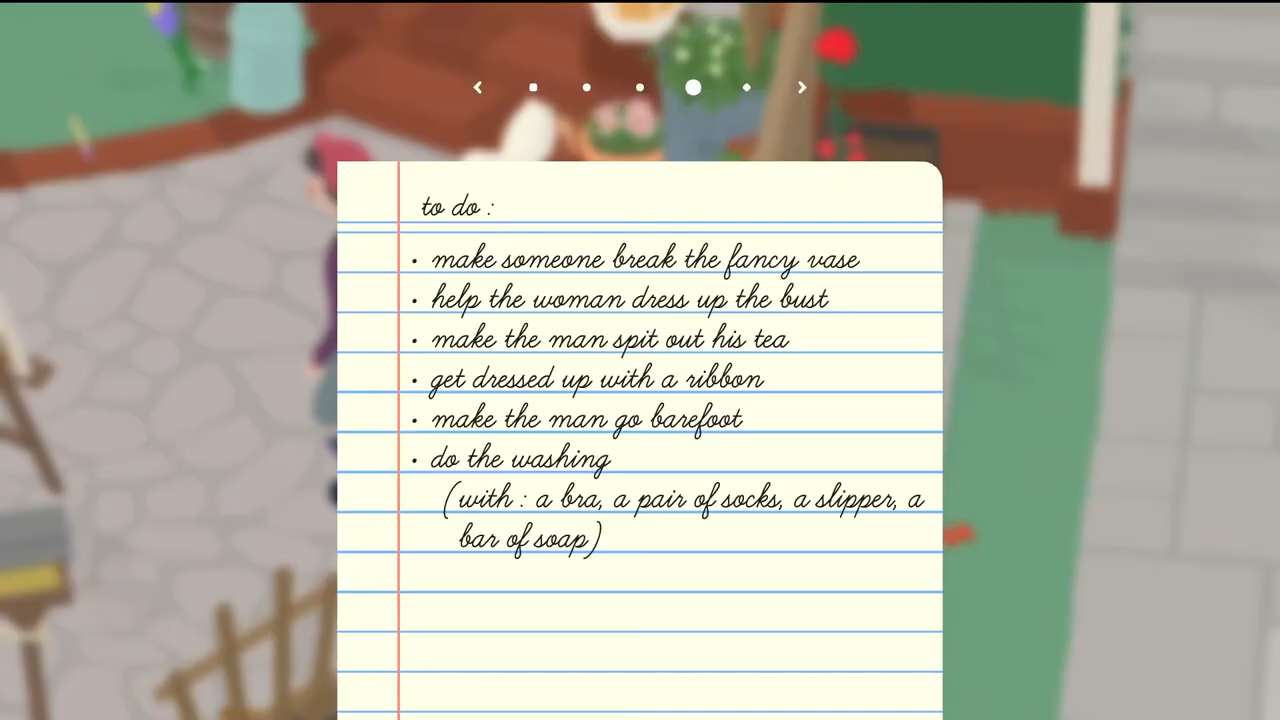 to do :
• make someone break the fancy vase
• help the woman dress up the bust
• make the man spit out his tea
• get dressed up with a ribbon
• make the man go barefoot
• do the washing
(with : a bra, a pair of socks, a slipper, a
bar of soap)